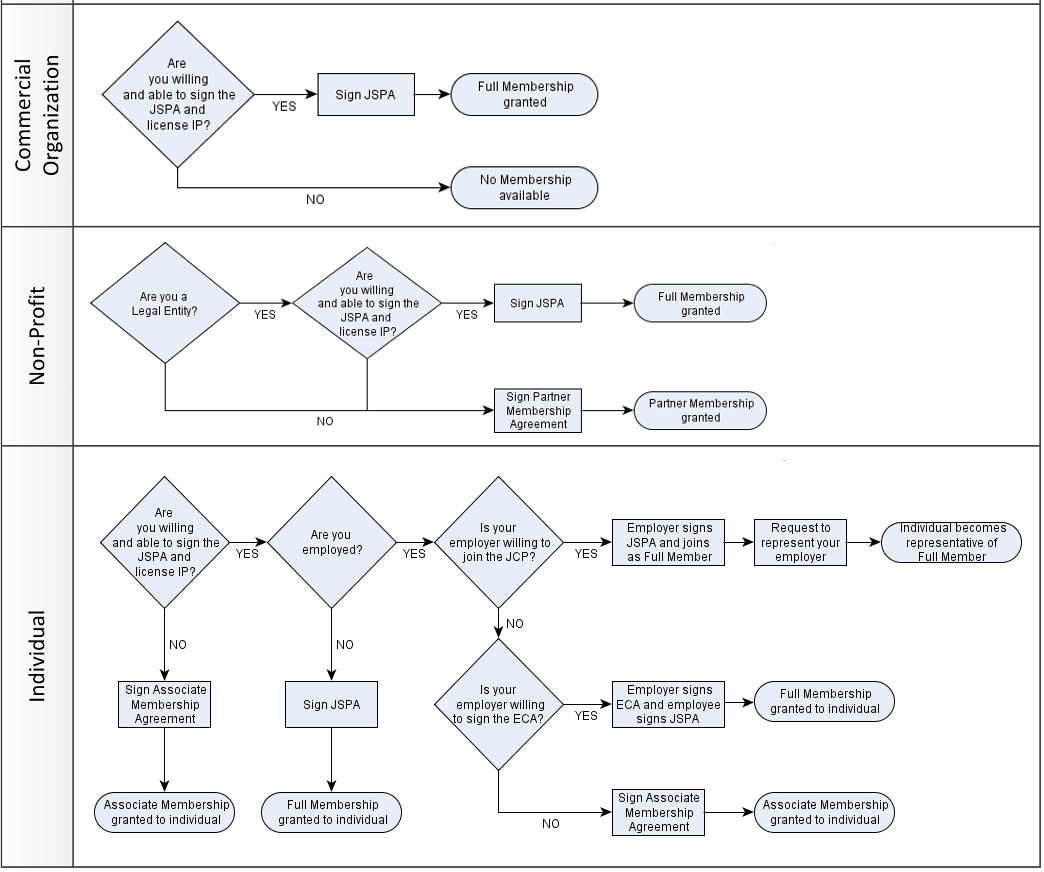 Commercial
Organization
Are
you willing
and able to sign the
JSPA and
license IP?
YES
Sign JSPA
Full Membership
granted
NO
No Membership
available
Non-Profit
Are you a
Legal Entity?
YES
Are
you willing
and able to sign the
JSPA and
license IP?
YES
Sign JSPA
Full Membership
granted
NO
Sign Partner
Membership
Agreement
Partner Membership
granted
Individual
Are
you willing
and able to sign the
JSPA and
license IP?
YES
Are you
employed?
YES
Is your
employer willing to
join the JCP?
YES
Employer signs
JSPA and joins
as Full Member
Request to
represent your
employer
Individual becomes
representative of
Full Member
NO
Sign Associate
Membership
Agreement
Associate Membership
granted to individual
NO
Sign JSPA
Full Membership
granted to individual
NO
Is your
employer willing
to sign the ECA?
YES
Employer signs
ECA and employee
signs JSPA
Full Membership
granted to individual
NO
Sign Associate
Membership
Agreement
Associate Membership
granted to individual